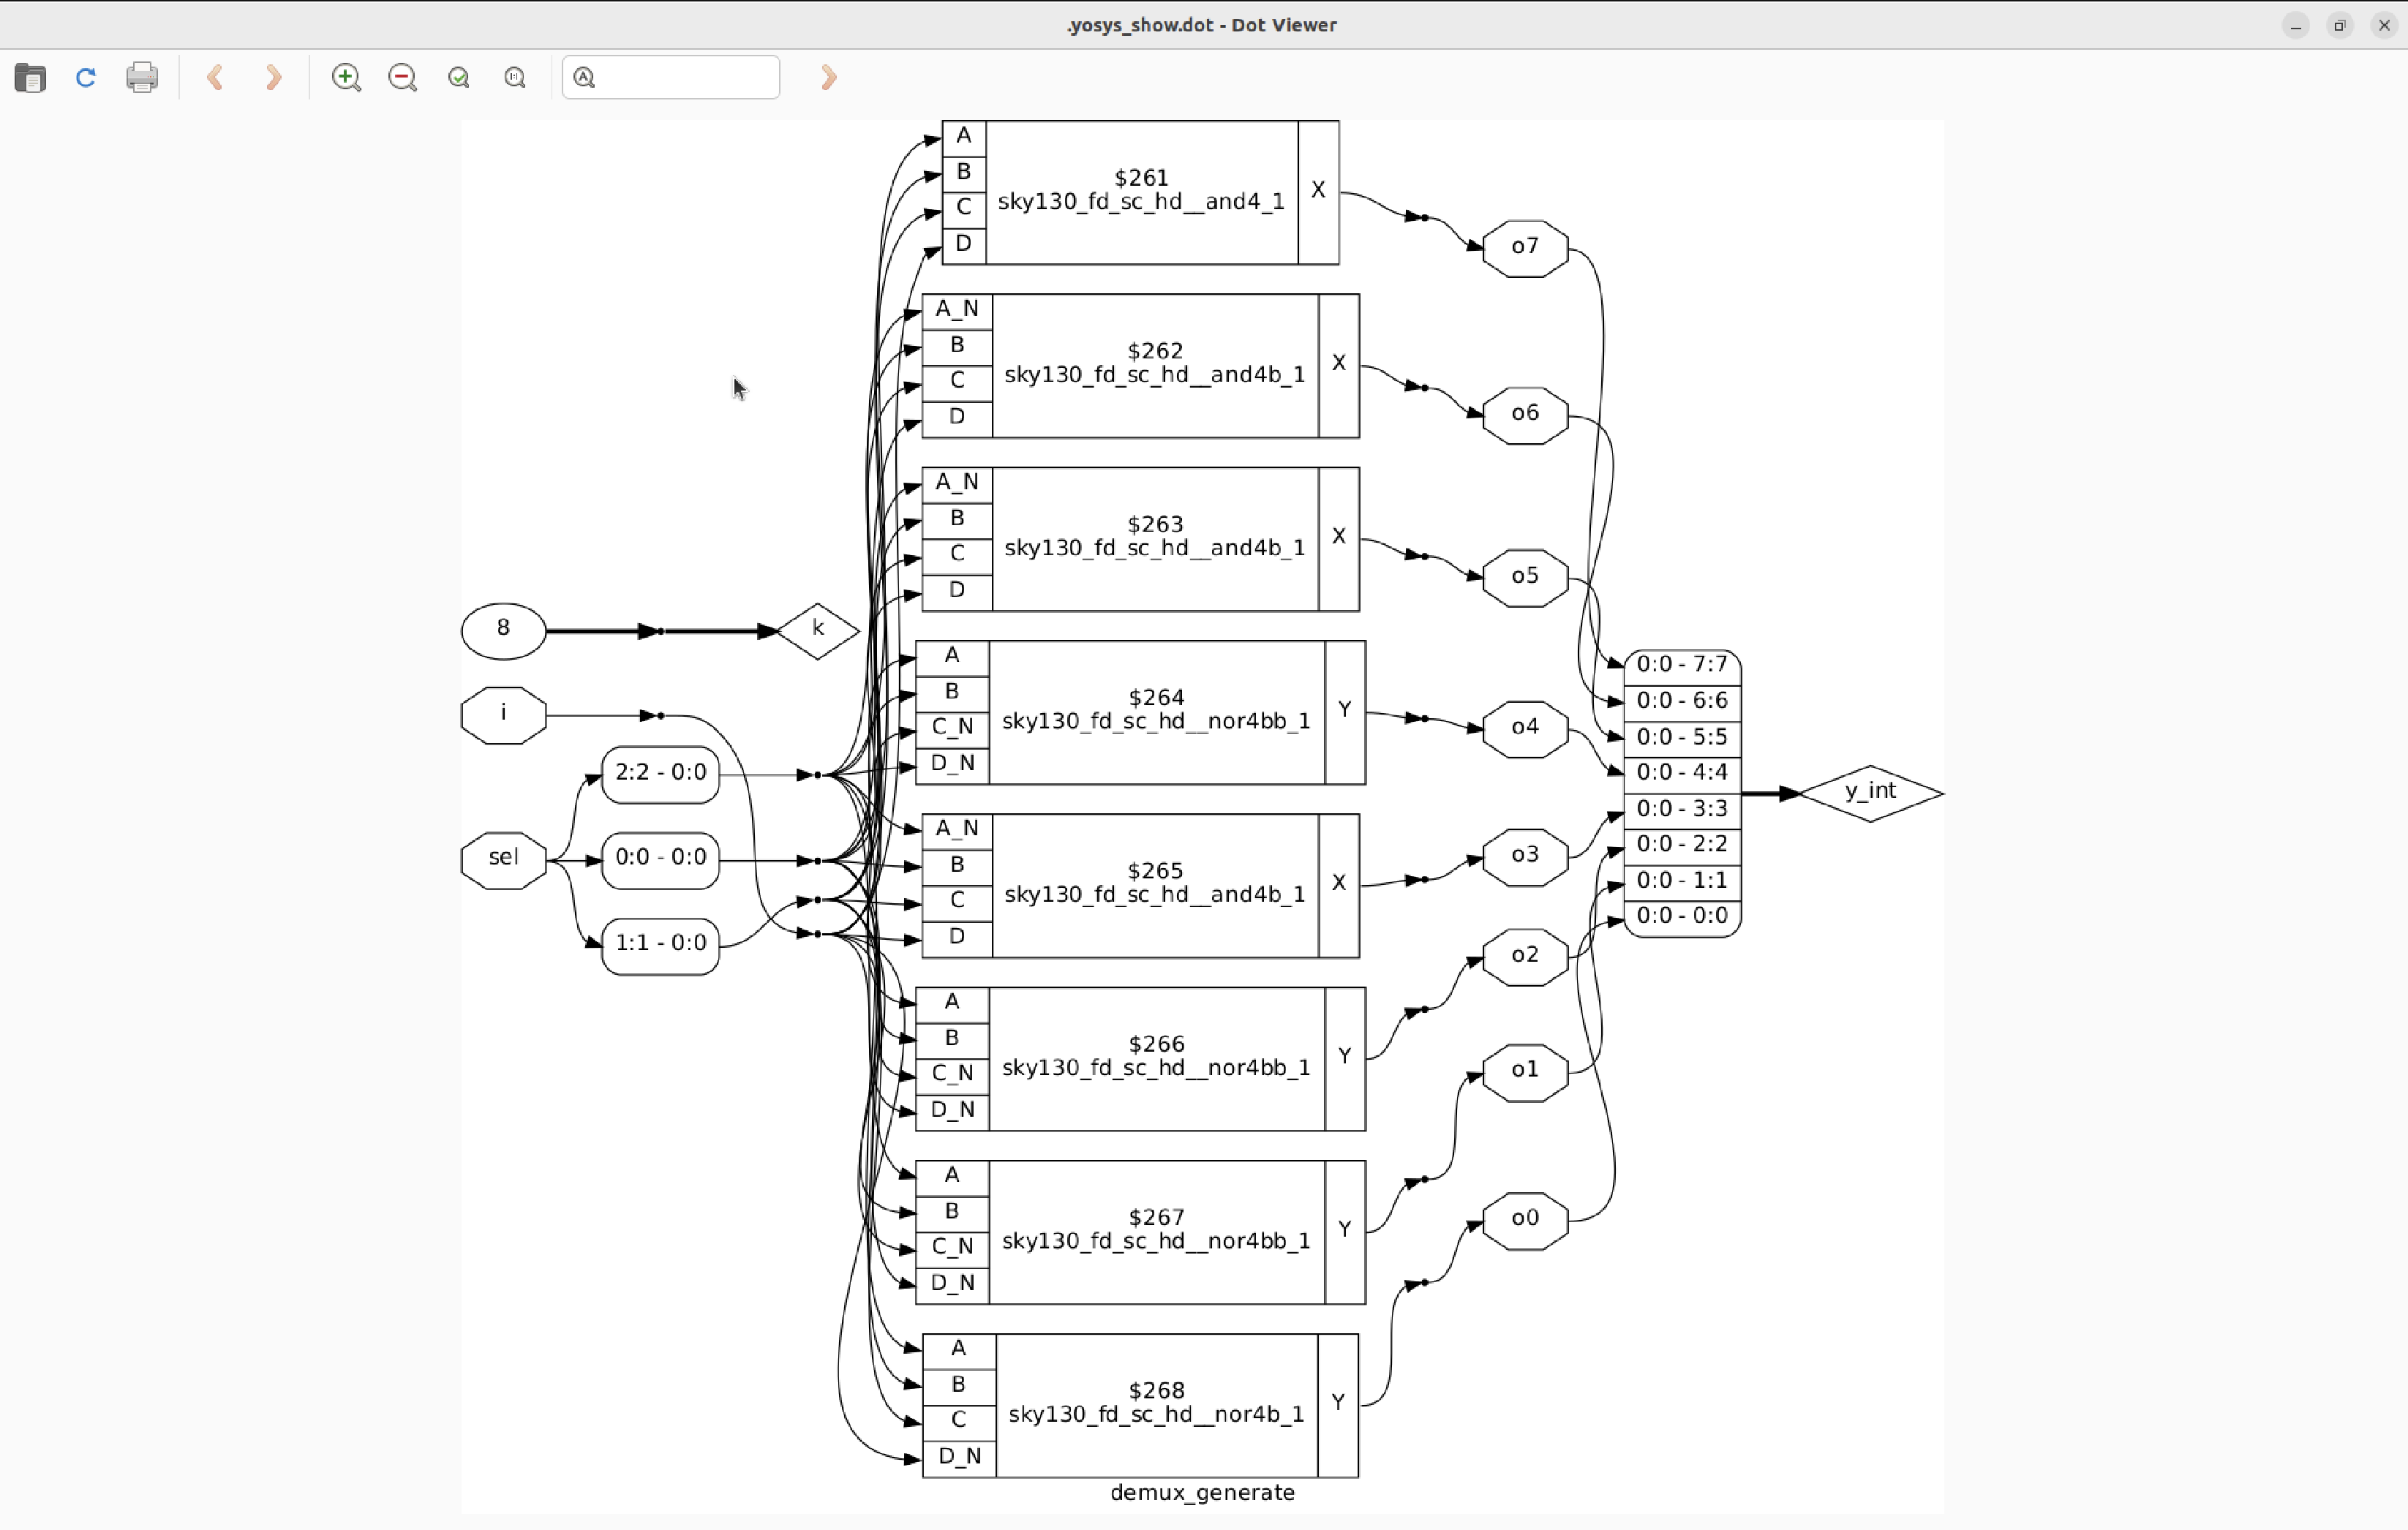 .yosys_show.dot - Dot Viewer
A
B
C
D
$261
sky130_fd_sc_hd__and4_1
X
o7
A_N
B
C
D
$262
sky130_fd_sc_hd__and4b_1
X
o6
A_N
B
C
D
$263
sky130_fd_sc_hd__and4b_1
X
o5
8
k
i
sel
2:2 - 0:0
0:0 - 0:0
1:1 - 0:0
A
B
C_N
D_N
$264
sky130_fd_sc_hd__nor4bb_1
Y
o4
A_N
B
C
D
$265
sky130_fd_sc_hd__and4b_1
X
o3
A
B
C_N
D_N
$266
sky130_fd_sc_hd__nor4bb_1
Y
o2
A
B
C_N
D_N
$267
sky130_fd_sc_hd__nor4bb_1
Y
o1
A
B
C
D_N
$268
sky130_fd_sc_hd__nor4b_1
Y
o0
0:0 - 7:7
0:0 - 6:6
0:0 - 5:5
0:0 - 4:4
0:0 - 3:3
0:0 - 2:2
0:0 - 1:1
0:0 - 0:0
y_int
demux_generate